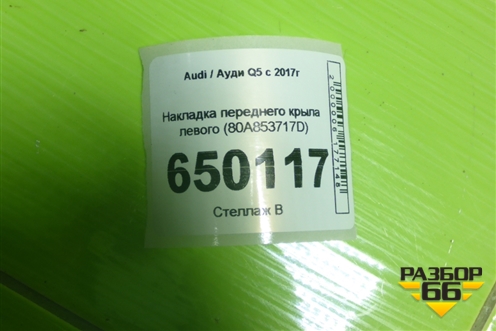 Audi / Ауди Q5 с 2017г
Накладка переднего крыла
левого (80A853717D)
650117
Стеллаж В
РАЗБОР
66